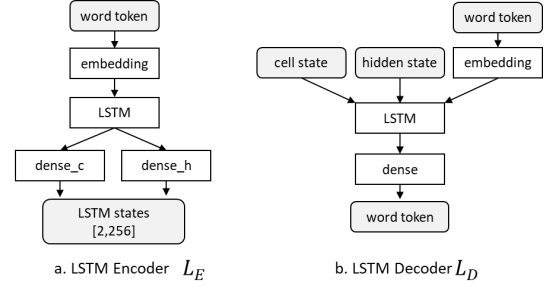 word token
embedding
LSTM
dense_c
dense_h
LSTM states
[2,256]
a. LSTM Encoder L_E
word token
cell state
hidden state
embedding
LSTM
dense
word token
b. LSTM Decoder L_D